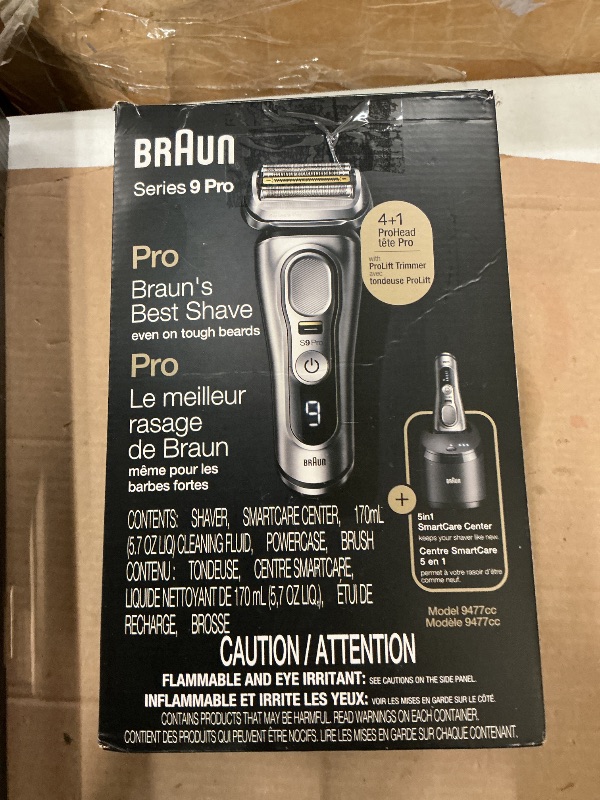 BRAUN
Series 9 Pro
4+1
ProHead
tête Pro
with
ProLift Trimmer
avec
tondeuse ProLift
Pro
Braun's
Best Shave
even on tough beards
S9 Pro
Pro
Le meilleur
rasage
de Braun
même pour les
barbes fortes
9
BRAUN
BRAUN
+
5in1
SmartCare Center
keeps your shaver like new.
Centre SmartCare
5 en 1
permet à votre rasoir d'être
comme neuf.
CONTENTS: SHAVER, SMARTCARE CENTER, 170mL
(5.7 OZ LIQ) CLEANING FLUID, POWERCASE, BRUSH
CONTENU : TONDEUSE, CENTRE SMARTCARE,
LIQUIDE NETTOYANT DE 170 mL (5,7 OZ LIQ.), ÉTUI DE
RECHARGE, BROSSE
Model 9477cc
Modèle 9477cc
CAUTION / ATTENTION
FLAMMABLE AND EYE IRRITANT: SEE CAUTIONS ON THE SIDE PANEL.
INFLAMMABLE ET IRRITE LES YEUX: VOIR LES MISES EN GARDE SUR LE CÔTÉ.
CONTAINS PRODUCTS THAT MAY BE HARMFUL. READ WARNINGS ON EACH CONTAINER.
CONTIENT DES PRODUITS QUI PEUVENT ÊTRE NOCIFS. LIRE LES MISES EN GARDE SUR CHAQUE CONTENANT.